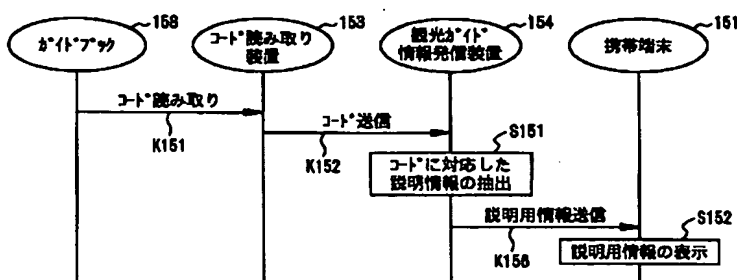 158
153
154
151
ガイドブック
コード読み取り
装置
観光ガイド
情報発信装置
携帯端末
コード読み取り
K151
コード送信
K152
S151
コードに対応した
説明情報の抽出
説明用情報送信
K156
S152
説明用情報の表示